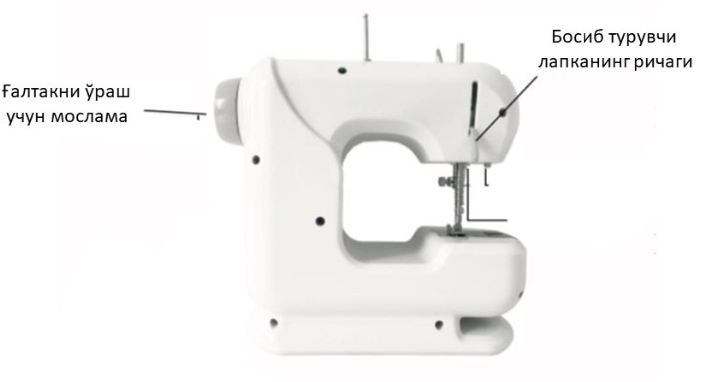 Босиб турувчи
лапканинг ричаги
Ғалтакни ўраш
учун мослама